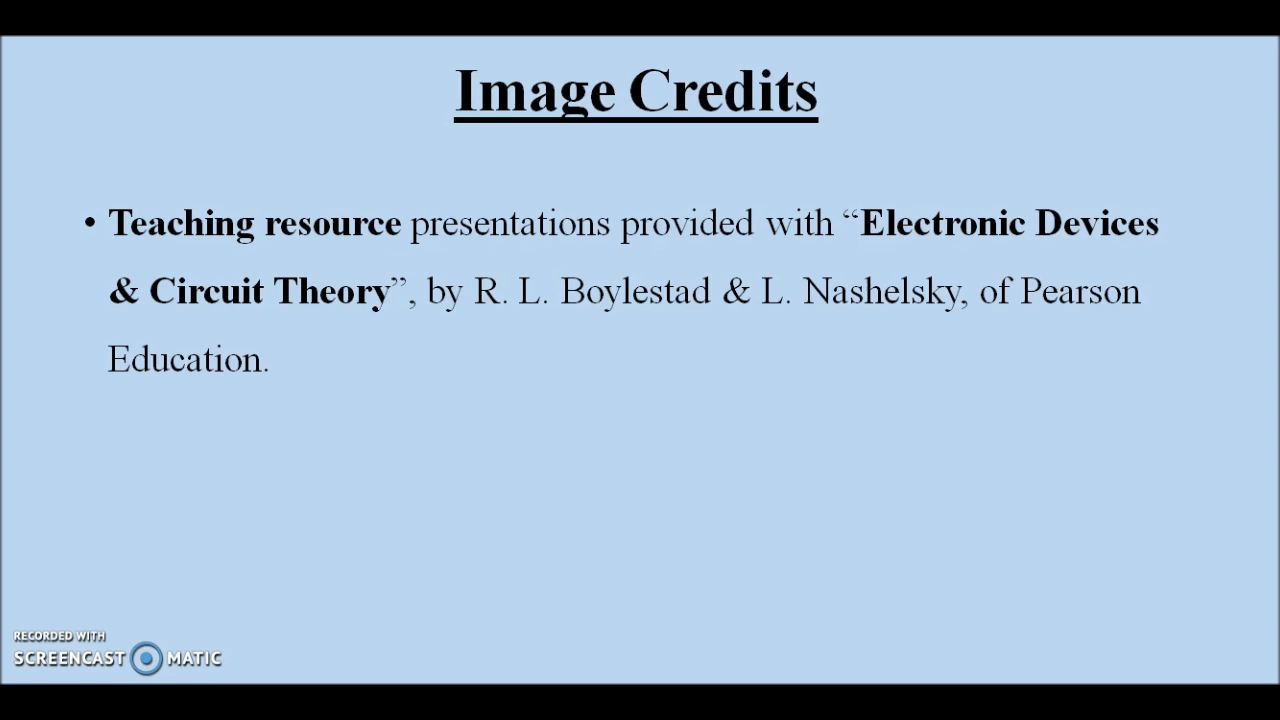 Image Credits
• Teaching resource presentations provided with “Electronic Devices
& Circuit Theory”, by R. L. Boylestad & L. Nashelsky, of Pearson
Education.
RECORDED WITH
SCREENCAST MATIC